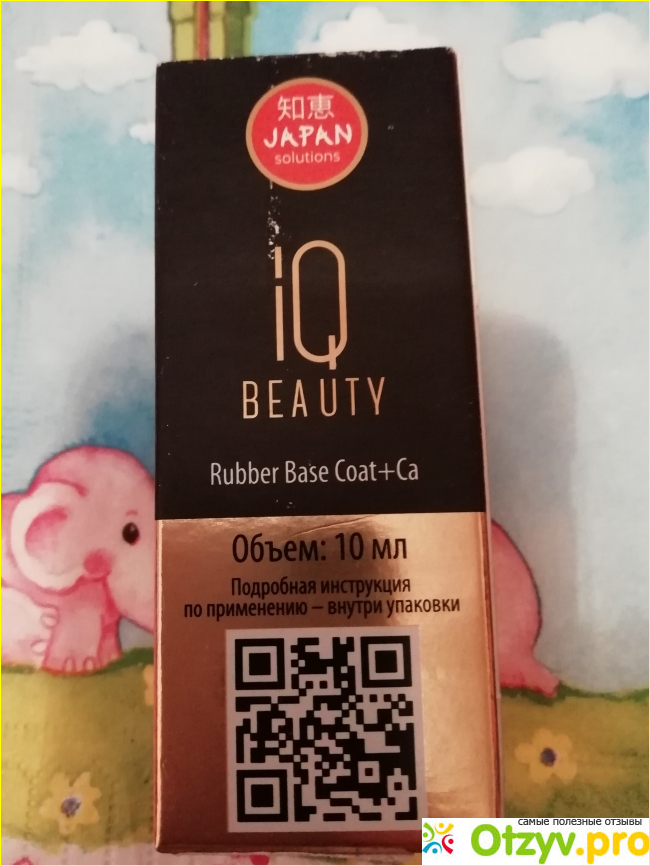 知恵
JAPAN
solutions
iQ
BEAUTY
Rubber Base Coat+Ca
Объем: 10 мл
Подробная инструкция
по применению – внутри упаковки
самые полезные отзывы
Otzyv.pro